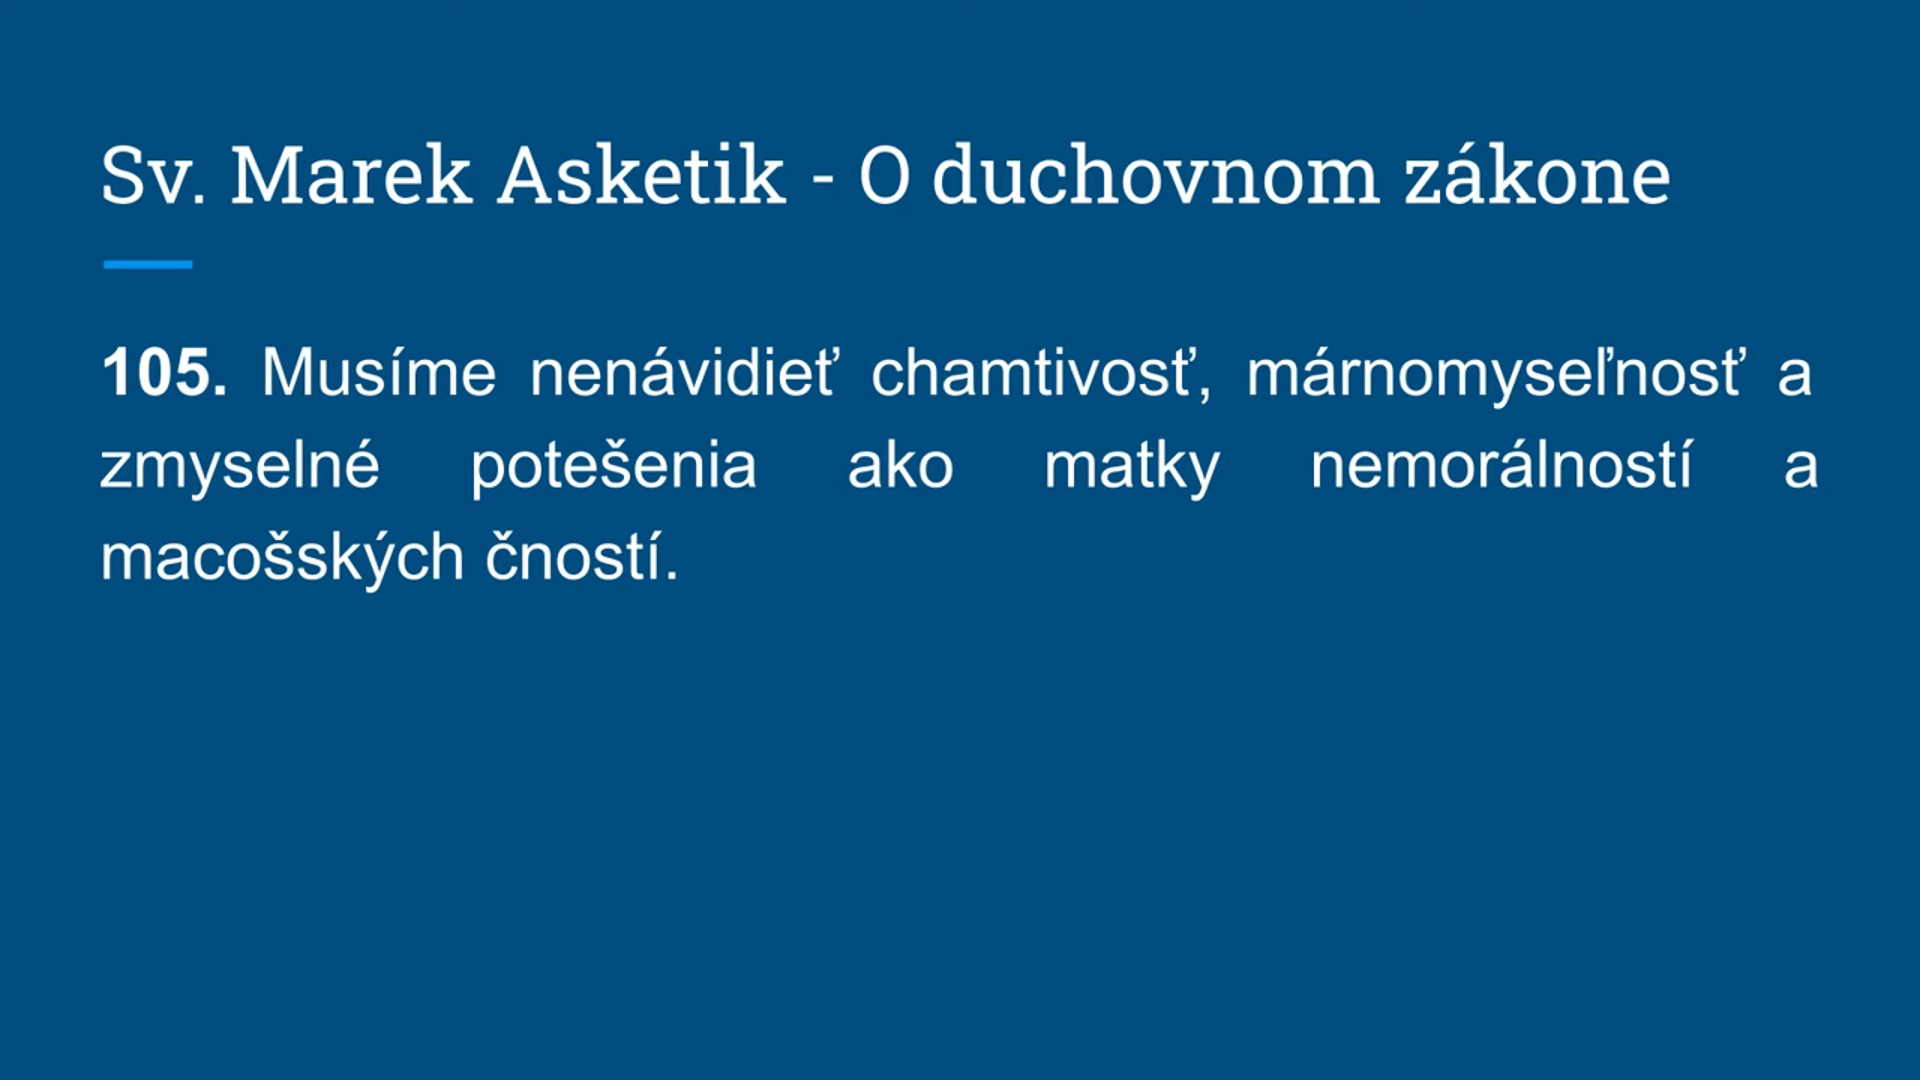 Sv. Marek Asketik - O duchovnom zákone
105. Musíme nenávidieť chamtivosť, márnomyseľnosť a
zmyselné potešenia ako matky nemorálností a
macošských čností.